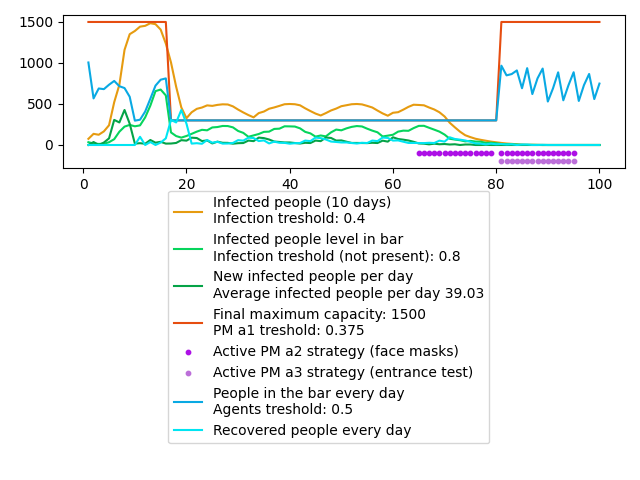 1500
1000
500
0
0 20 40 60 80 100
Infected people (10 days)
Infection treshold: 0.4
Infected people level in bar
Infection treshold (not present): 0.8
New infected people per day
Average infected people per day 39.03
Final maximum capacity: 1500
PM a1 treshold: 0.375
Active PM a2 strategy (face masks)
Active PM a3 strategy (entrance test)
People in the bar every day
Agents treshold: 0.5
Recovered people every day